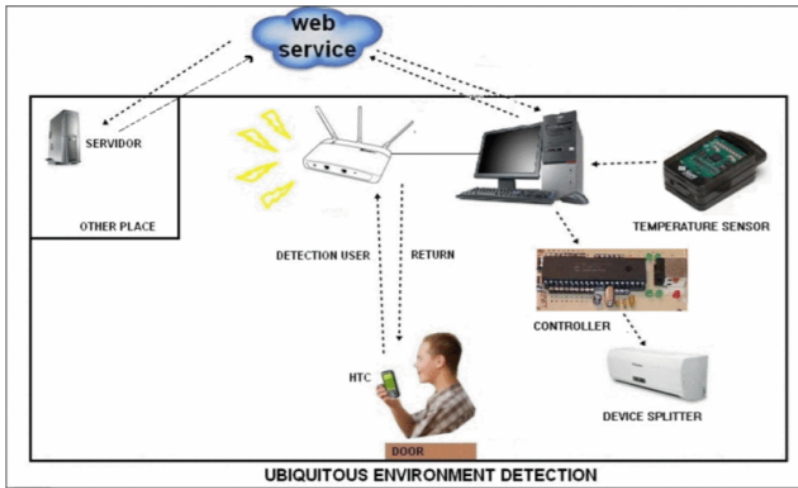 web
service
SERVIDOR
OTHER PLACE
TEMPERATURE SENSOR
DETECTION USER
RETURN
CONTROLLER
HTC
DEVICE SPLITTER
DOOR
UBIQUITOUS ENVIRONMENT DETECTION